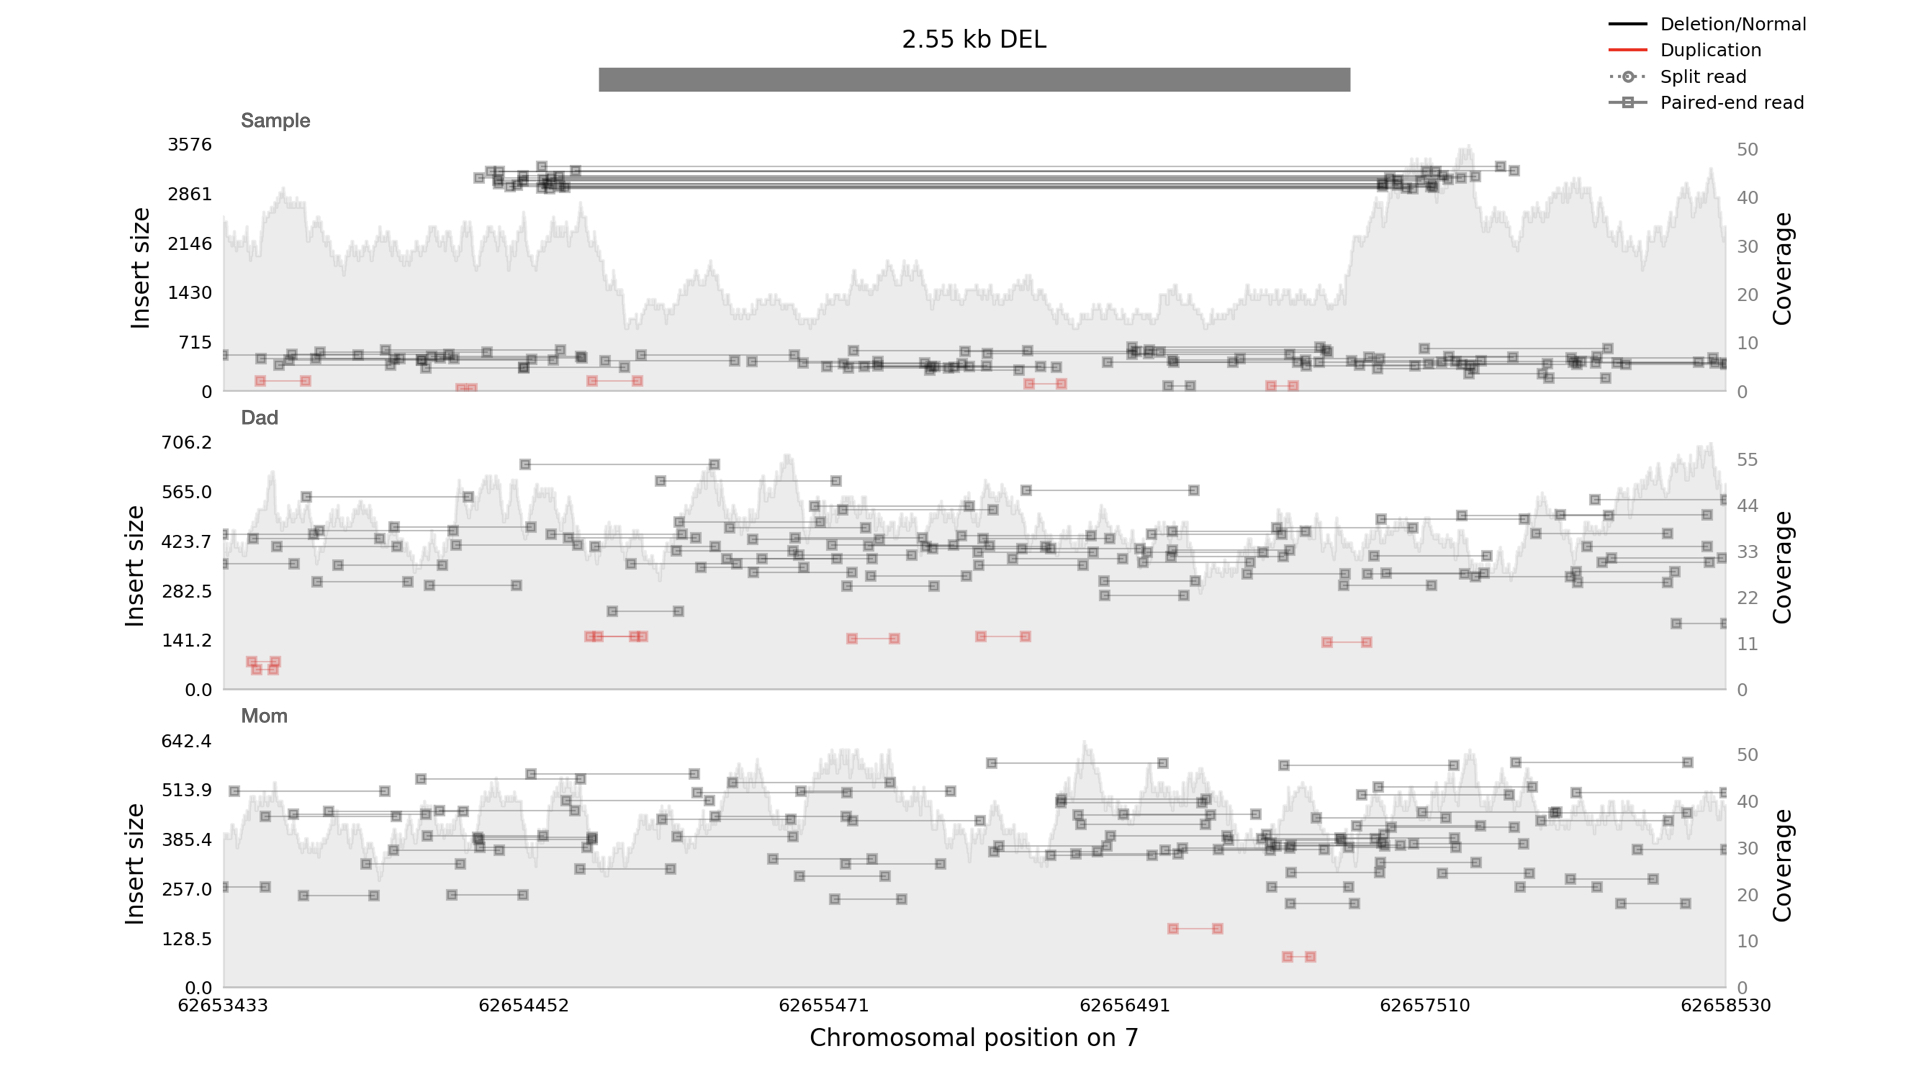 2.55 kb DEL
Deletion/Normal
Duplication
Split read
Paired-end read
Sample
3576
2861
2146
1430
715
0
Insert size
50
40
30
20
10
0
Coverage
Dad
706.2
565.0
423.7
282.5
141.2
0.0
Insert size
55
44
33
22
11
0
Coverage
Mom
642.4
513.9
385.4
257.0
128.5
0.0
Insert size
50
40
30
20
10
0
Coverage
62653433 62654452 62655471 62656491 62657510 62658530
Chromosomal position on 7